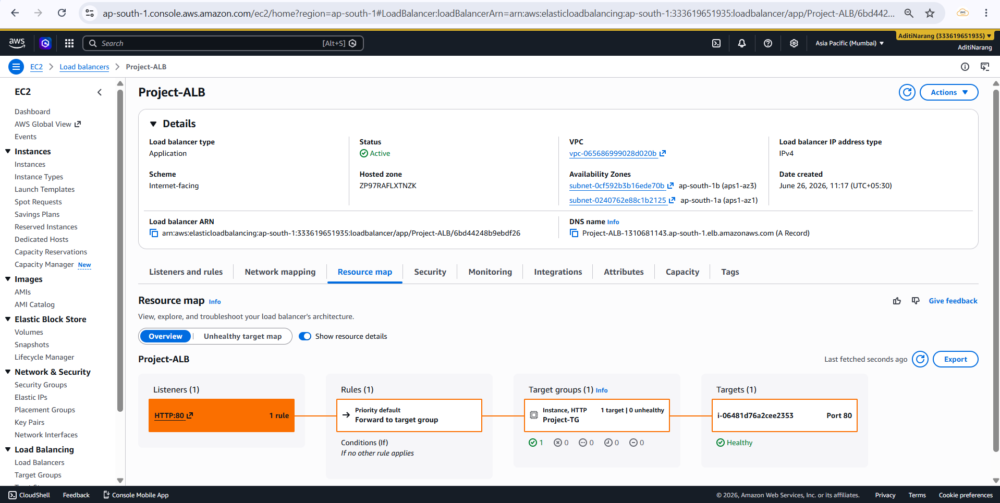 ap-south-1.console.aws.amazon.com/ec2/home?region=ap-south-1#LoadBalancer:loadBalancerArn=arn:aws:elasticloadbalancing:ap-south-1:333619651935:loadbalancer/app/Project-ALB/6bd442...
aws
Search [Alt+S]
Asia Pacific (Mumbai)
AditiNarang (333619651935)
AditiNarang
EC2 Load balancers Project-ALB
EC2
Dashboard
AWS Global View
Events
Instances
Instances
Instance Types
Launch Templates
Spot Requests
Savings Plans
Reserved Instances
Dedicated Hosts
Capacity Reservations
Capacity Manager New
Images
AMIs
AMI Catalog
Elastic Block Store
Volumes
Snapshots
Lifecycle Manager
Network & Security
Security Groups
Elastic IPs
Placement Groups
Key Pairs
Network Interfaces
Load Balancing
Load Balancers
Target Groups
Project-ALB
Actions
Details
Load balancer type
Application
Status
Active
VPC
vpc-065686999028d020b
Load balancer IP address type
IPv4
Scheme
Internet-facing
Hosted zone
ZP97RAFLXTNZK
Availability Zones
subnet-0cf592b3b16ede70b ap-south-1b (aps1-az3)
subnet-0240762e88c1b2125 ap-south-1a (aps1-az1)
Date created
June 26, 2026, 11:17 (UTC+05:30)
Load balancer ARN
arn:aws:elasticloadbalancing:ap-south-1:333619651935:loadbalancer/app/Project-ALB/6bd44248b9ebdf26
DNS name Info
Project-ALB-1310681143.ap-south-1.elb.amazonaws.com (A Record)
Listeners and rules Network mapping Resource map Security Monitoring Integrations Attributes Capacity Tags
Resource map Info
Give feedback
View, explore, and troubleshoot your load balancer's architecture.
Overview Unhealthy target map Show resource details
Project-ALB
Last fetched seconds ago Export
Listeners (1)
HTTP:80 1 rule
Rules (1)
Priority default
Forward to target group
Conditions (If)
If no other rule applies
Target groups (1) Info
Instance, HTTP 1 target | 0 unhealthy
Project-TG
1 0 0 0 0
Targets (1)
i-06481d76a2cee2353 Port 80
Healthy
CloudShell Feedback Console Mobile App
© 2026, Amazon Web Services, Inc. or its affiliates. Privacy Terms Cookie preferences